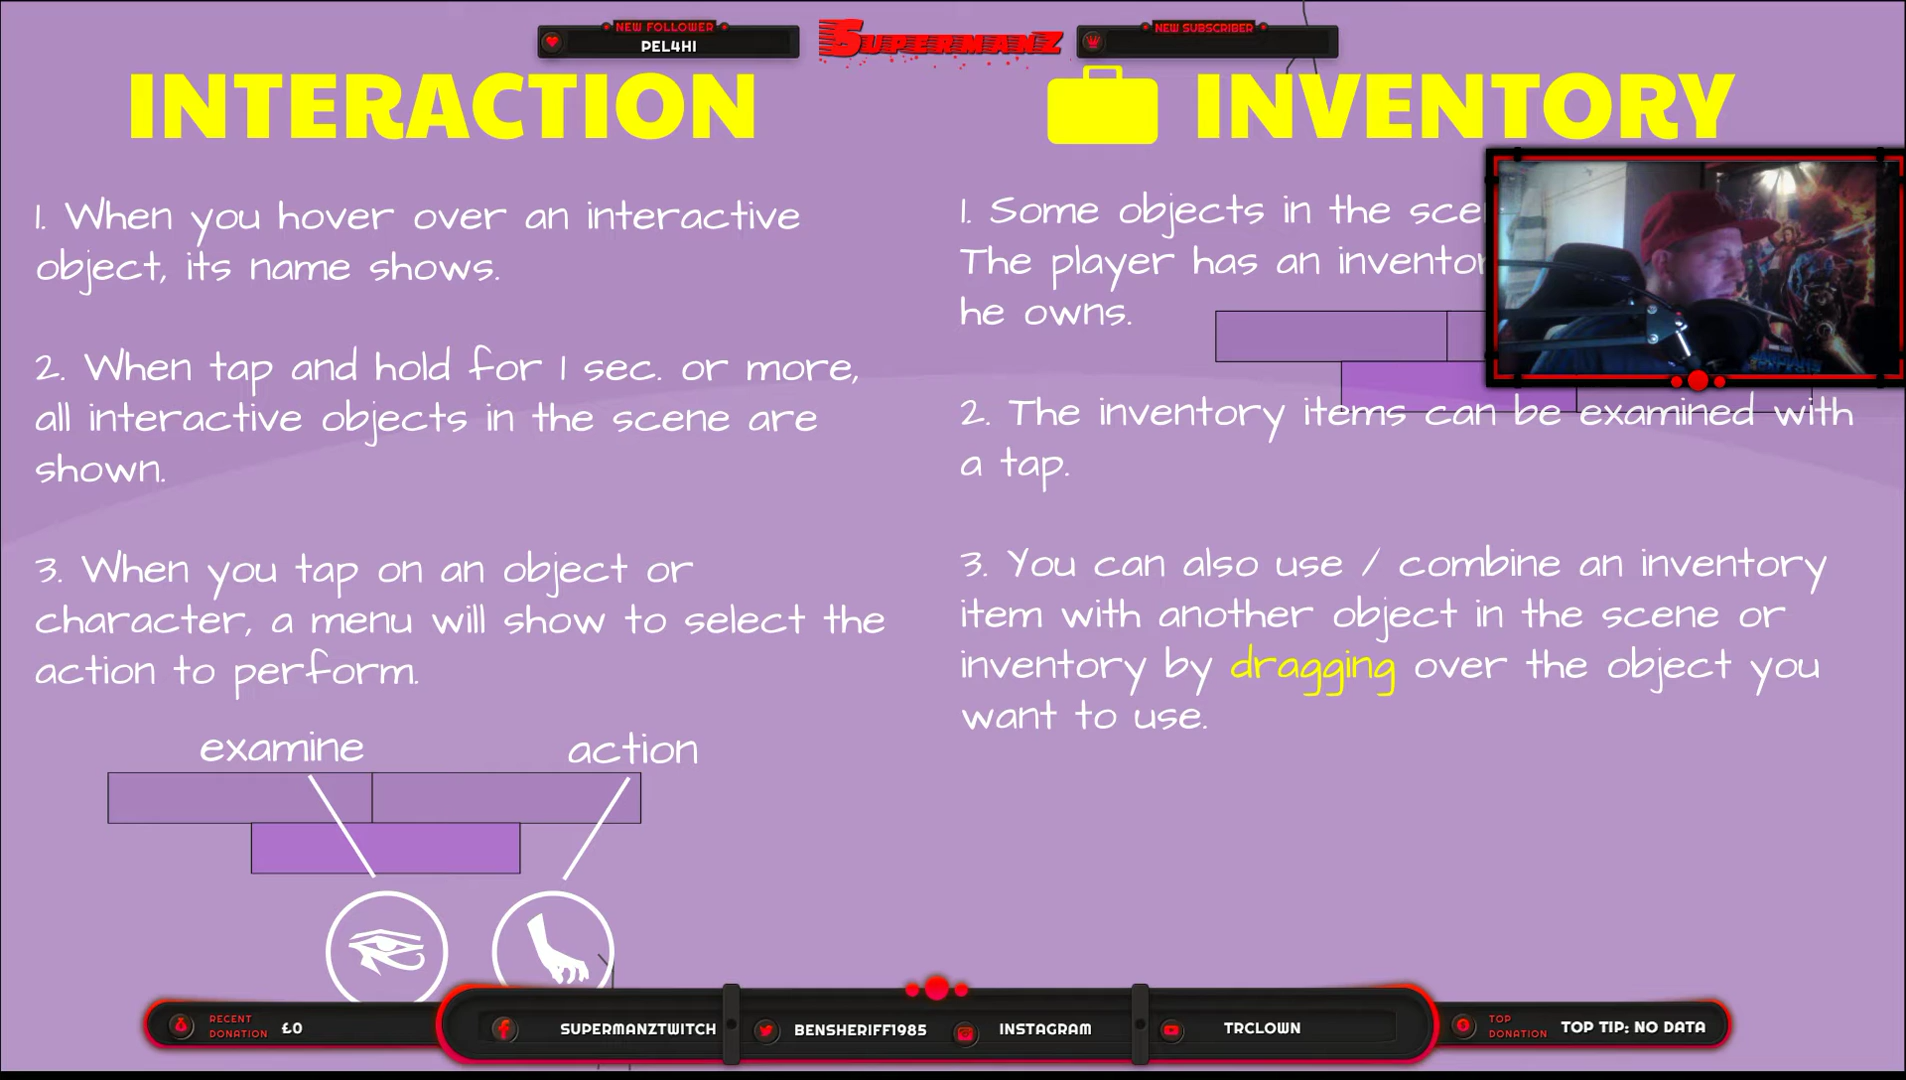 NEW FOLLOWER
PEL4HI
SUPERMANZ
NEW SUBSCRIBER
INTERACTION
1. When you hover over an interactive
object, its name shows.
2. When tap and hold for 1 sec. or more,
all interactive objects in the scene are
shown.
3. When you tap on an object or
character, a menu will show to select the
action to perform.
examine
action
INVENTORY
1. Some objects in the
The player has an
he owns.
2. The inventory items can be examined with
a tap.
3. You can also use / combine an inventory
item with another object in the scene or
inventory by dragging over the object you
want to use.
RECENT
DONATION
£0
SUPERMANZTWITCH
BENSHERIFF1985
INSTAGRAM
TRCLOWN
TOP
DONATION
TOP TIP: NO DATA